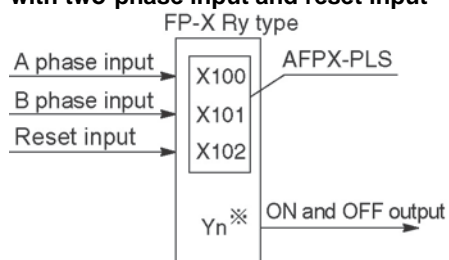 with two-phase input and reset input
FP-X Ry type
A phase input
X100
AFPX-PLS
B phase input
X101
Reset input
X102
Yn※
ON and OFF output